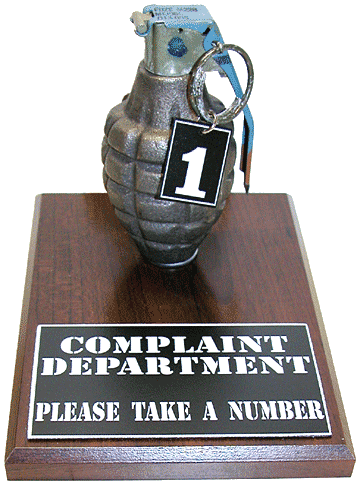 1
COMPLAINT
DEPARTMENT
PLEASE TAKE A NUMBER